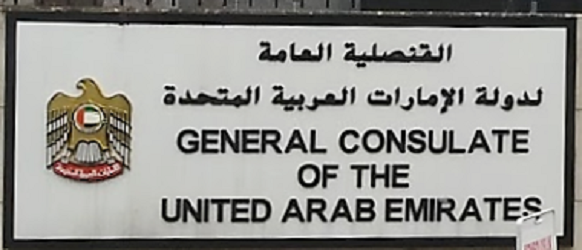 القنصلية العامة
لدولة الإمارات العربية المتحدة
GENERAL CONSULATE
OF THE
UNITED ARAB EMIRATES